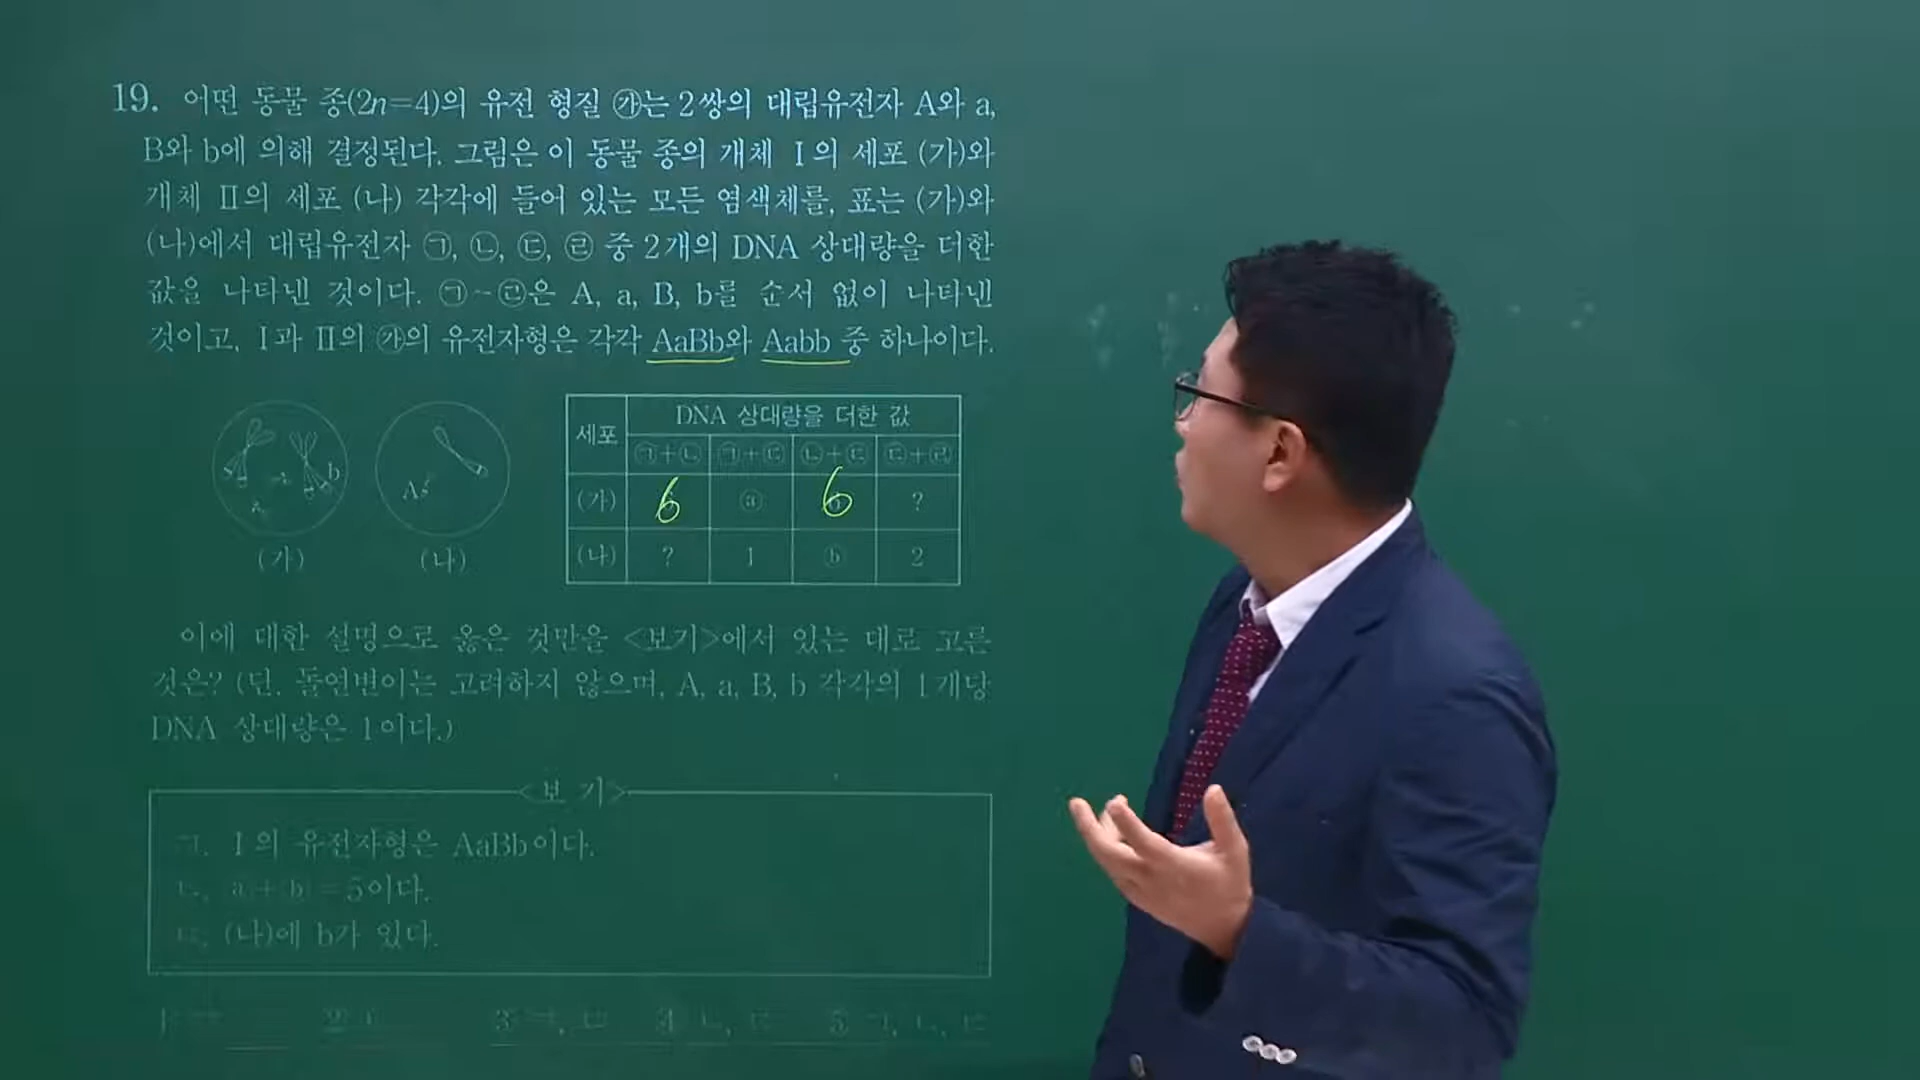 19. 어떤 동물 종(2n=4)의 유전 형질 ㉮는 2쌍의 대립유전자 A와 a,
B와 b에 의해 결정된다. 그림은 이 동물 종의 개체 Ⅰ의 세포 (가)와
개체 Ⅱ의 세포 (나) 각각에 들어 있는 모든 염색체를, 표는 (가)와
(나)에서 대립유전자 ㉠, ㉡, ㉢, ㉣ 중 2개의 DNA 상대량을 더한
값을 나타낸 것이다. ㉠~㉣은 A, a, B, b를 순서 없이 나타낸
것이고, Ⅰ과 Ⅱ의 ㉮의 유전자형은 각각 AaBb와 Aabb 중 하나이다.
b
A
(가) (나)
세포 DNA 상대량을 더한 값
㉠+㉡ ㉠+㉢ ㉡+㉢ ㉢+㉣
(가) 6 ⓐ 6 ?
(나) ? 1 ⓑ 2
이에 대한 설명으로 옳은 것만을 <보기>에서 있는 대로 고른
것은? (단, 돌연변이는 고려하지 않으며, A, a, B, b 각각의 1개당
DNA 상대량은 1이다.)
<보 기>
ㄱ. Ⅰ의 유전자형은 AaBb이다.
ㄴ. ⓐ+ⓑ=5이다.
ㄷ. (나)에 b가 있다.